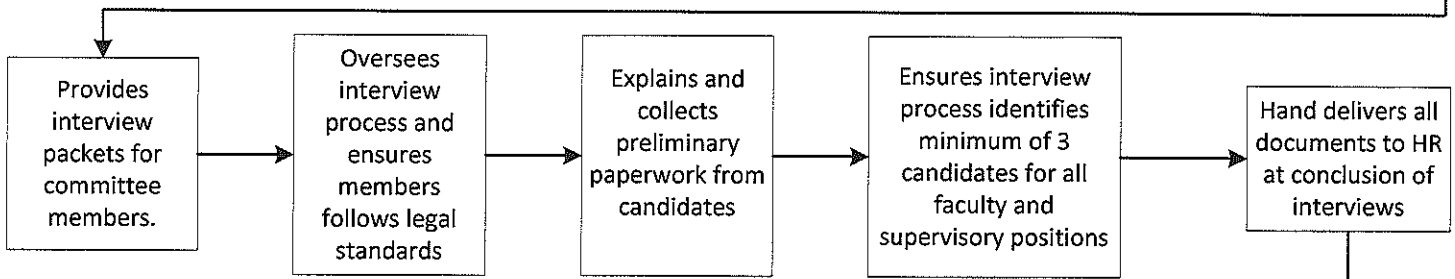 Provides
interview
packets for
committee
members.
Oversees
interview
process and
ensures
members
follows legal
standards
Explains and
collects
preliminary
paperwork from
candidates
Ensures interview
process identifies
minimum of 3
candidates for all
faculty and
supervisory positions
Hand delivers all
documents to HR
at conclusion of
interviews